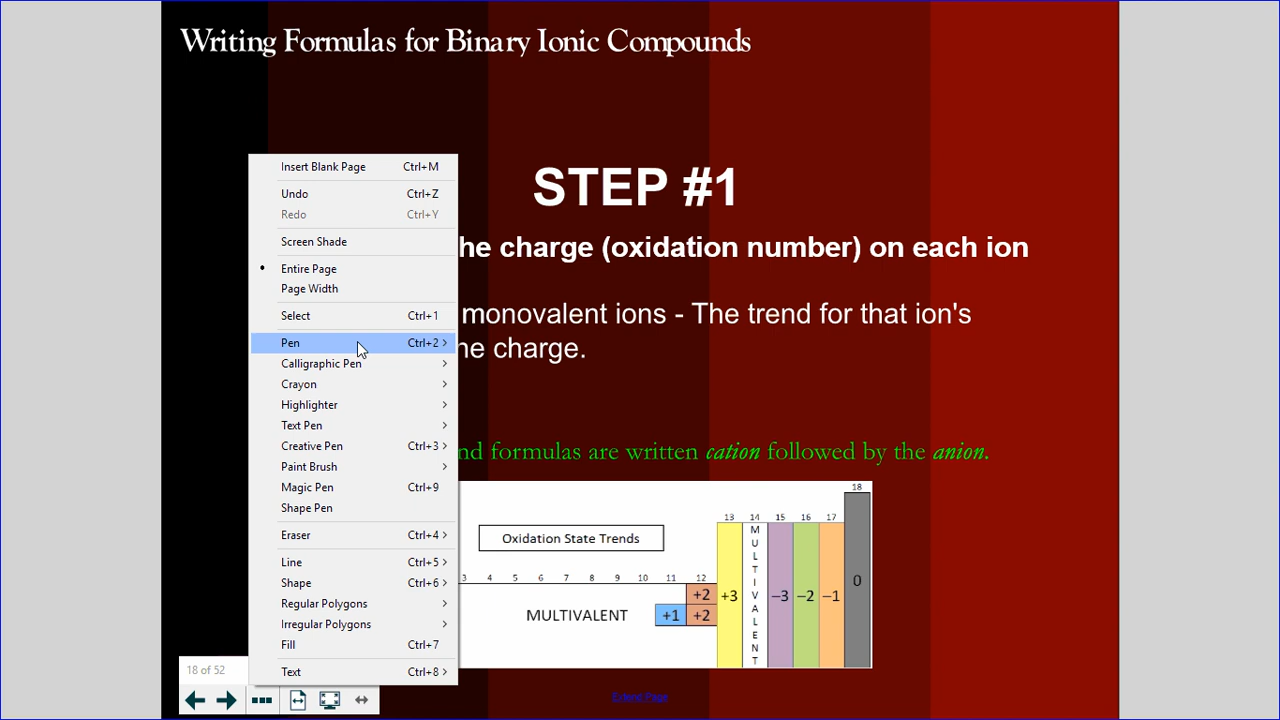 Writing Formulas for Binary Ionic Compounds
STEP #1
he charge (oxidation number) on each ion
monovalent ions - The trend for that ion's
he charge.
nd formulas are written cation followed by the anion.
Insert Blank Page Ctrl+M
Undo Ctrl+Z
Redo Ctrl+Y
Screen Shade
Entire Page
Page Width
Select Ctrl+1
Pen Ctrl+2
Calligraphic Pen
Crayon
Highlighter
Text Pen
Creative Pen Ctrl+3
Paint Brush
Magic Pen Ctrl+9
Shape Pen
Eraser Ctrl+4
Line Ctrl+5
Shape Ctrl+6
Regular Polygons
Irregular Polygons
Fill Ctrl+7
Text Ctrl+8
Oxidation State Trends
3 4 5 6 7 8 9 10 11 12 13 14 15 16 17 18
MULTIVALENT
+1
+2
+2
+3
MULTIVALENT
–3
–2
–1
0
18 of 52
Extend Page